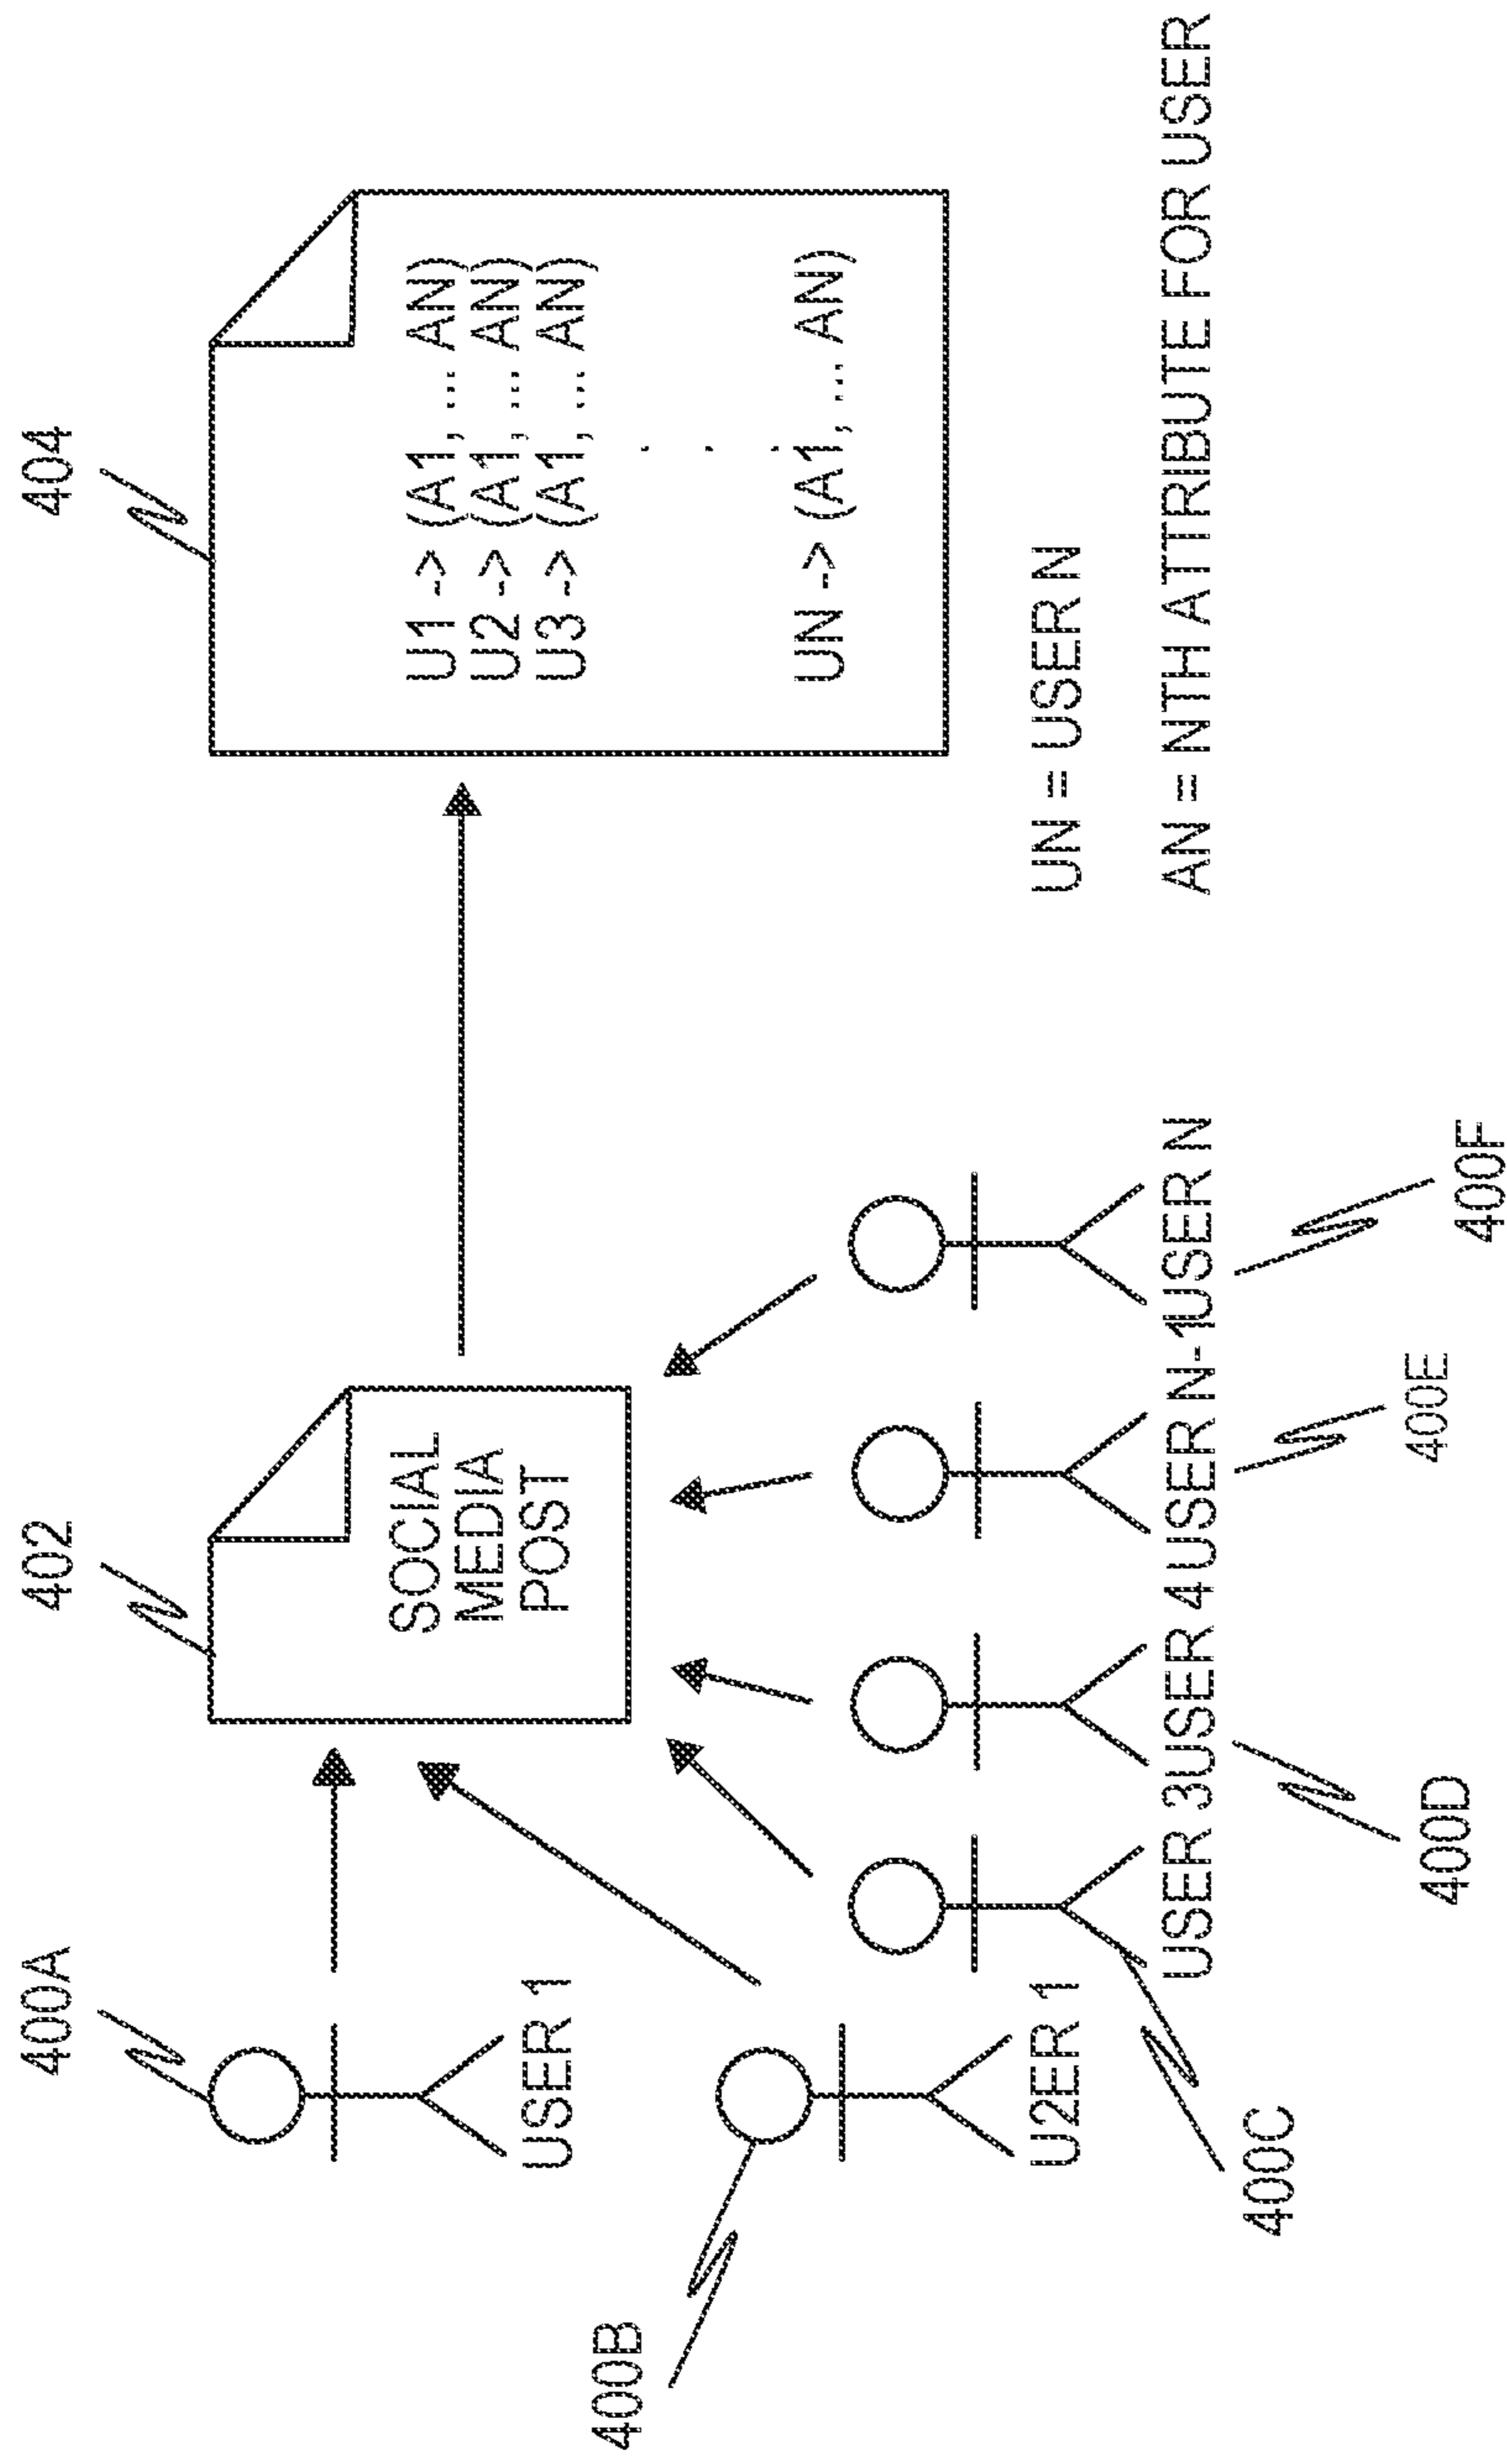 400A
402
404
SOCIAL
MEDIA
POST
U1 -> (A1, ... AN)
U2 -> (A1, ... AN)
U3 -> (A1, ... AN)
.
.
.
UN -> (A1, ... AN)
USER 1
400B
U2ER 1
UN = USER N
USER 3
USER 4
USER N-1
USER N
AN = NTH ATTRIBUTE FOR USER
400C
400D
400E
400F